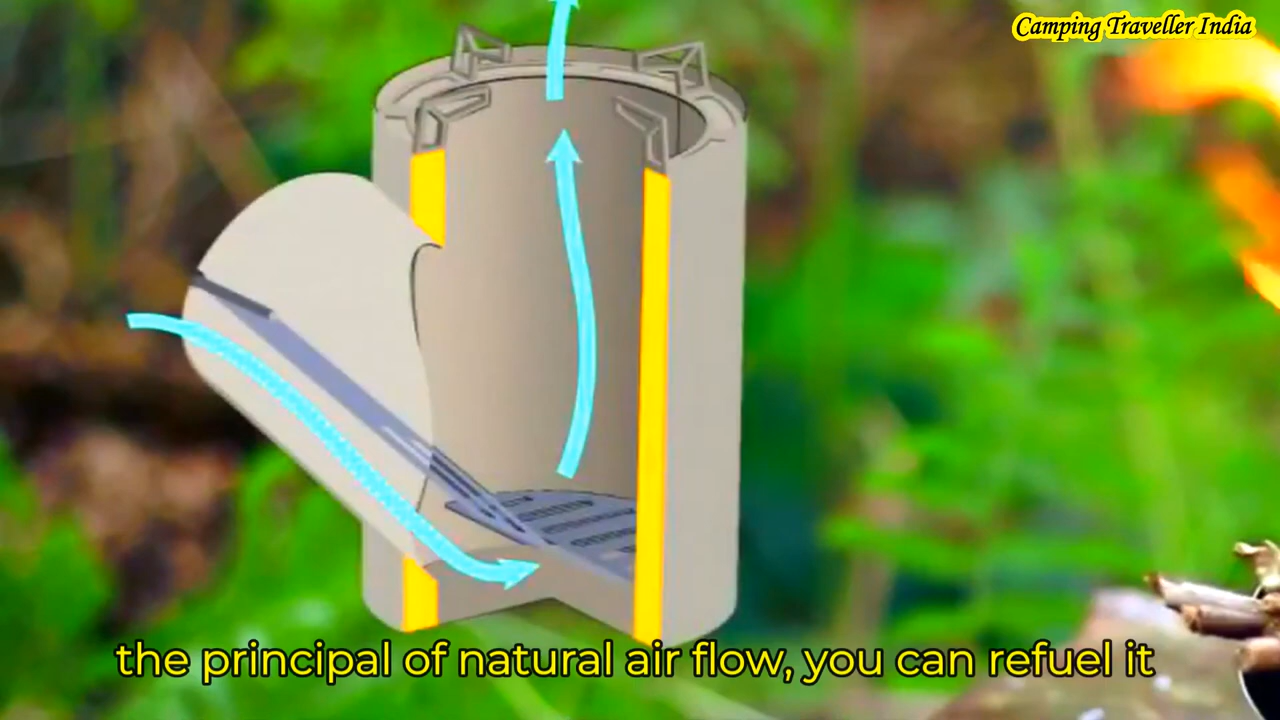 Camping Traveller India
the principal of natural air flow, you can refuel it